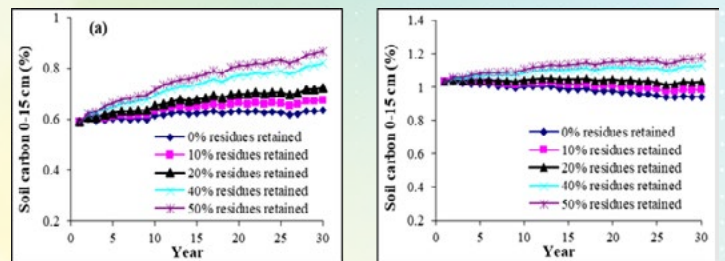 (a)
Soil carbon 0-15 cm (%)
1
0.8
0.6
0.4
0.2
0
5
10
15
20
25
30
Year
0% residues retained
10% residues retained
20% residues retained
40% residues retained
50% residues retained
Soil carbon 0-15 cm (%)
1.4
1.2
1
0.8
0.6
0.4
0.2
0
5
10
15
20
25
30
Year
0% residues retained
10% residues retained
20% residues retained
40% residues retained
50% residues retained